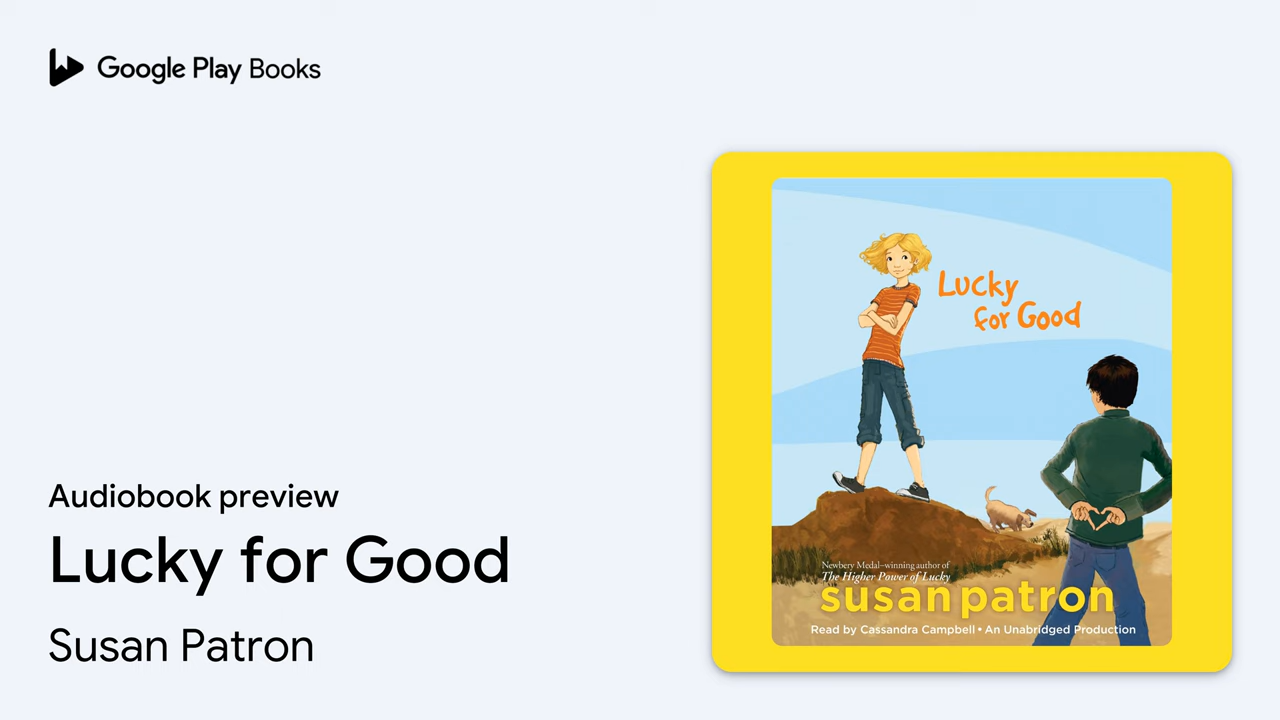 Google Play Books
Audiobook preview
Lucky for Good
Susan Patron
Lucky
for Good
Newbery Medal–winning author of
The Higher Power of Lucky
susan patron
Read by Cassandra Campbell • An Unabridged Production